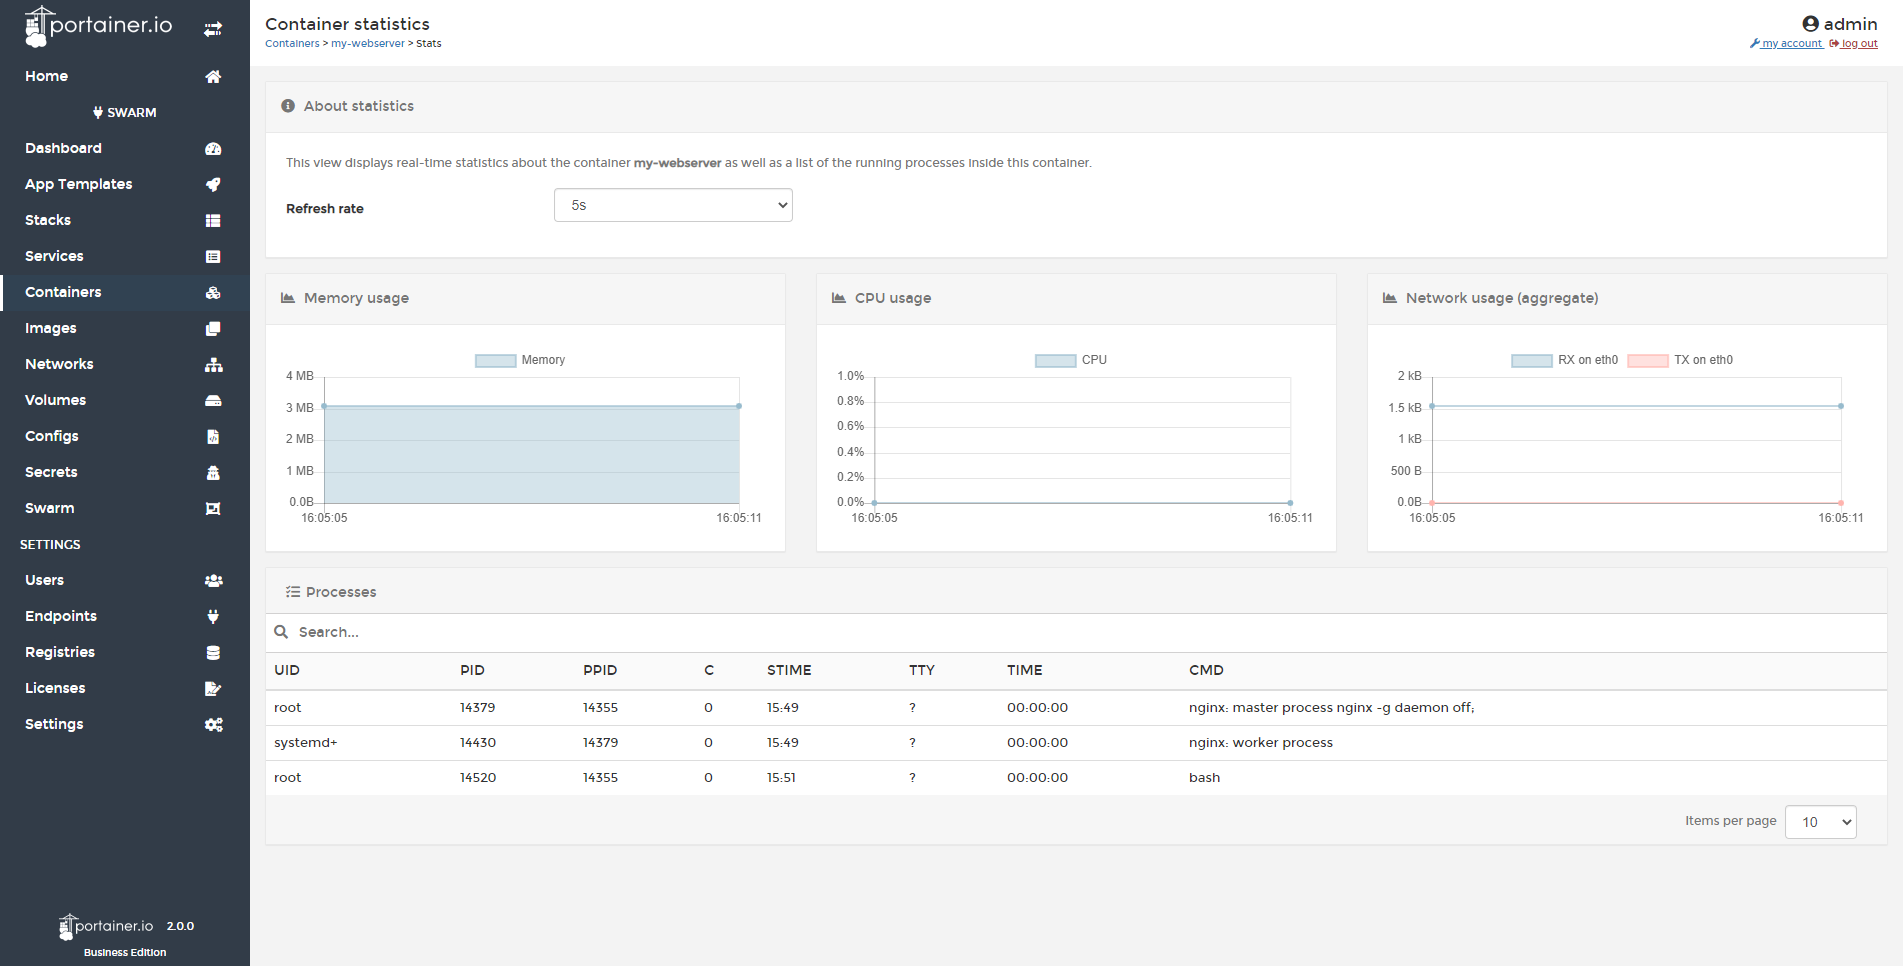 portainer.io
Home
SWARM
Dashboard
App Templates
Stacks
Services
Containers
Images
Networks
Volumes
Configs
Secrets
Swarm
SETTINGS
Users
Endpoints
Registries
Licenses
Settings
portainer.io 2.0.0
Business Edition
Container statistics
Containers > my-webserver > Stats
admin
my account log out
About statistics
This view displays real-time statistics about the container my-webserver as well as a list of the running processes inside this container.
Refresh rate 5s
Memory usage
Memory
4 MB
3 MB
2 MB
1 MB
0.0B
16:05:05 16:05:11
CPU usage
CPU
1.0%
0.8%
0.6%
0.4%
0.2%
0.0%
16:05:05 16:05:11
Network usage (aggregate)
RX on eth0 TX on eth0
2 kB
1.5 kB
1 kB
500 B
0.0B
16:05:05 16:05:11
Processes
Search...
UID PID PPID C STIME TTY TIME CMD
root 14379 14355 0 15:49 ? 00:00:00 nginx: master process nginx -g daemon off;
systemd+ 14430 14379 0 15:49 ? 00:00:00 nginx: worker process
root 14520 14355 0 15:51 ? 00:00:00 bash
Items per page 10